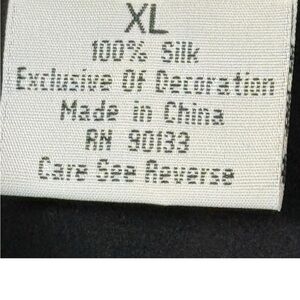 XL
100% Silk
Exclusive Of Decoration
Made in China
RN 90133
Care See Reverse